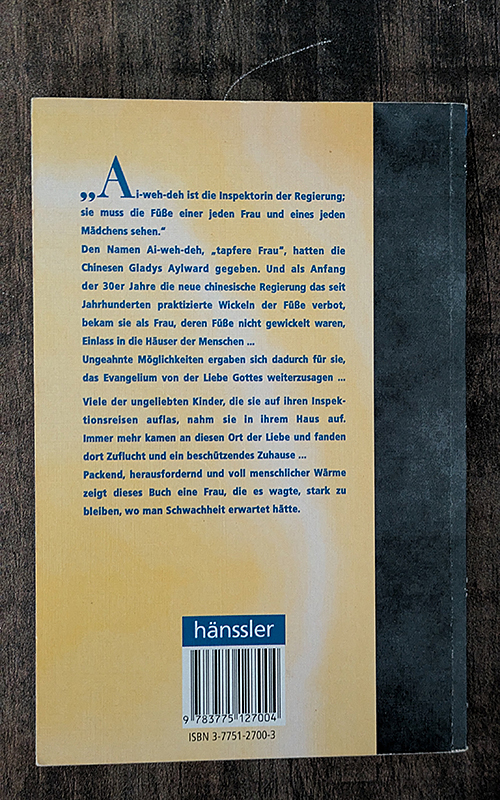 „Ai-weh-deh ist die Inspektorin der Regierung;
sie muss die Füße einer jeden Frau und eines jeden
Mädchens sehen.“
Den Namen Ai-weh-deh, „tapfere Frau“, hatten die
Chinesen Gladys Aylward gegeben. Und als Anfang
der 30er Jahre die neue chinesische Regierung das seit
Jahrhunderten praktizierte Wickeln der Füße verbot,
bekam sie als Frau, deren Füße nicht gewickelt waren,
Einlass in die Häuser der Menschen ...
Ungeahnte Möglichkeiten ergaben sich dadurch für sie,
das Evangelium von der Liebe Gottes weiterzusagen ...
Viele der ungeliebten Kinder, die sie auf ihren Inspek-
tionsreisen auflas, nahm sie in ihrem Haus auf.
Immer mehr kamen an diesen Ort der Liebe und fanden
dort Zuflucht und ein beschützendes Zuhause ...
Packend, herausfordernd und voll menschlicher Wärme
zeigt dieses Buch eine Frau, die es wagte, stark zu
bleiben, wo man Schwachheit erwartet hätte.
hänssler
9 783775 127004
ISBN 3-7751-2700-3